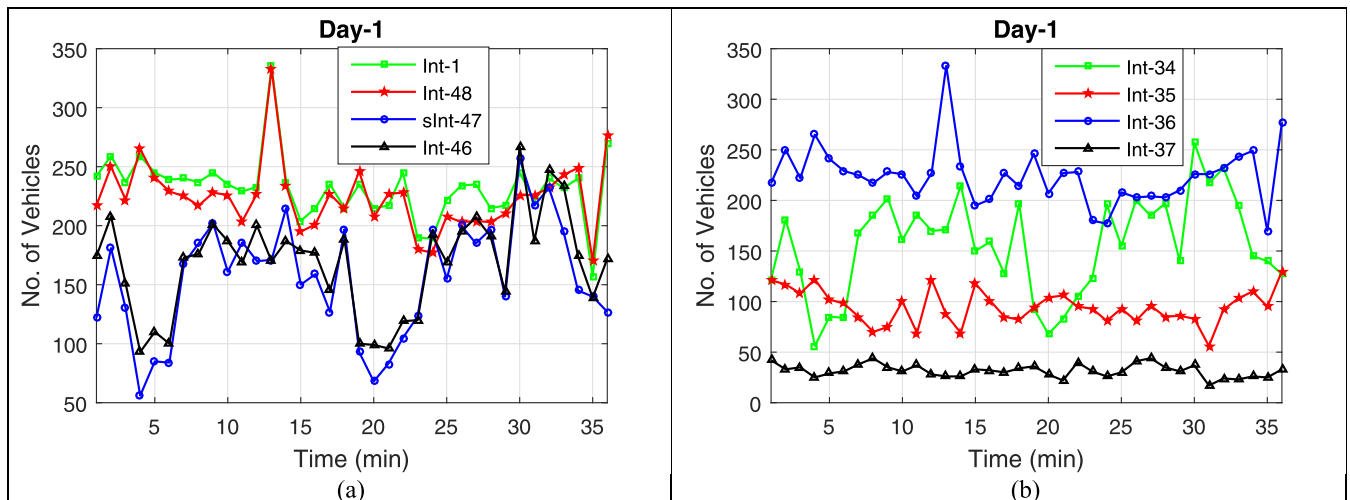 Day-1
350
300
250
200
150
100
50
No. of Vehicles
Int-1
Int-48
sInt-47
Int-46
5 10 15 20 25 30 35
Time (min)
(a)
Day-1
350
300
250
200
150
100
50
0
No. of Vehicles
Int-34
Int-35
Int-36
Int-37
5 10 15 20 25 30 35
Time (min)
(b)